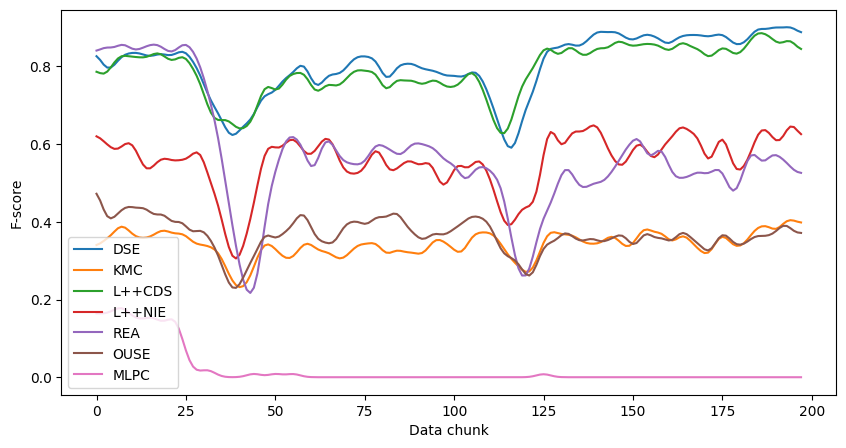 F-score
0.8
0.6
0.4
0.2
0.0
DSE
KMC
L++CDS
L++NIE
REA
OUSE
MLPC
0 25 50 75 100 125 150 175 200
Data chunk